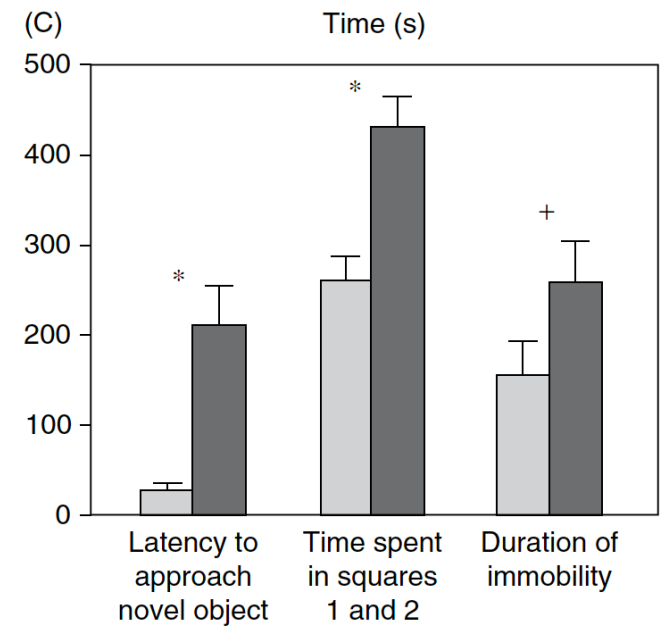 (C)
Time (s)
500
400
300
200
100
0
*
*
+
Latency to
approach
novel object
Time spent
in squares
1 and 2
Duration of
immobility